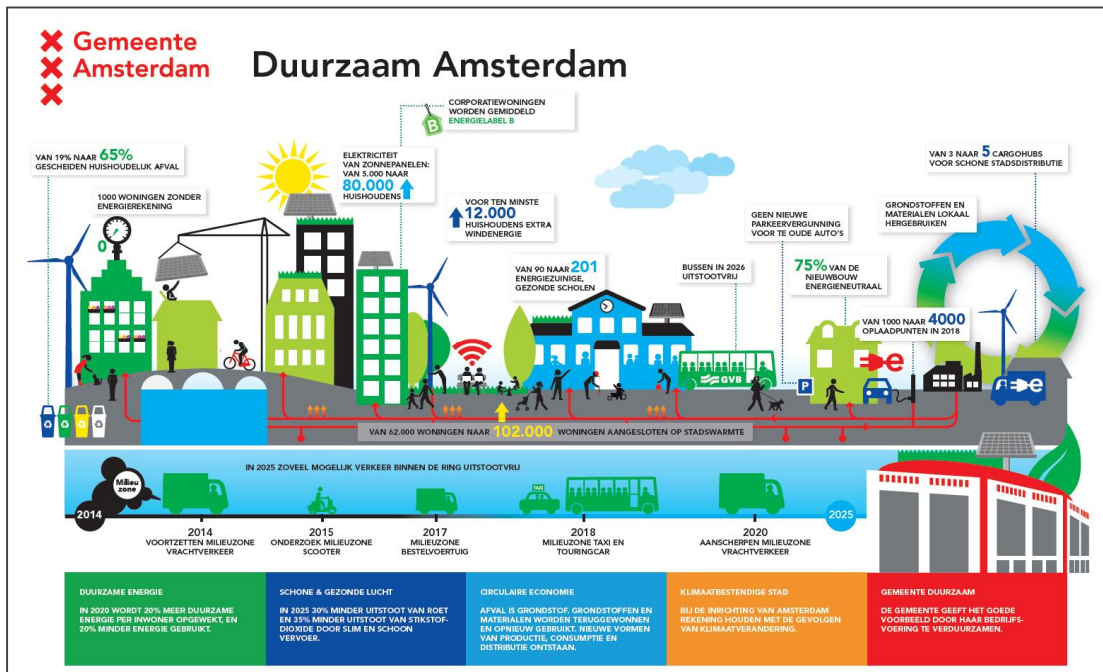 Gemeente
Amsterdam
Duurzaam Amsterdam
CORPORATIEWONINGEN
WORDEN GEMIDDELD
ENERGIELABEL B
B
VAN 19% NAAR 65%
GESCHEIDEN HUISHOUDELIJK AFVAL
1000 WONINGEN ZONDER
ENERGIEREKENING
0
ELEKTRICITEIT
VAN ZONNEPANELEN:
VAN 5.000 NAAR
80.000
HUISHOUDENS
VOOR TEN MINSTE
12.000
HUISHOUDENS EXTRA
WINDENERGIE
VAN 90 NAAR 201
ENERGIEZUINIGE,
GEZONDE SCHOLEN
BUSSEN IN 2026
UITSTOOTVRIJ
GEEN NIEUWE
PARKEERVERGUNNING
VOOR TE OUDE AUTO'S
75% VAN DE
NIEUWBOUW
ENERGIENEUTRAAL
VAN 3 NAAR 5 CARGOHUBS
VOOR SCHONE STADSDISTRIBUTIE
GRONDSTOFFEN EN
MATERIALEN LOKAAL
HERGEBRUIKEN
VAN 1000 NAAR 4000
OPLAADPUNTEN IN 2018
GVB
P
e
e
VAN 62.000 WONINGEN NAAR 102.000 WONINGEN AANGESLOTEN OP STADSWARMTE
IN 2025 ZOVEEL MOGELIJK VERKEER BINNEN DE RING UITSTOOTVRIJ
Milieu
zone
TAXI
2014
2025
2014
VOORTZETTEN MILIEUZONE
VRACHTVERKEER
2015
ONDERZOEK MILIEUZONE
SCOOTER
2017
MILIEUZONE
BESTELVOERTUIG
2018
MILIEUZONE TAXI EN
TOURINGCAR
2020
AANSCHERPEN MILIEUZONE
VRACHTVERKEER
DUURZAME ENERGIE
IN 2020 WORDT 20% MEER DUURZAME
ENERGIE PER INWONER OPGEWEKT, EN
20% MINDER ENERGIE GEBRUIKT.
SCHONE & GEZONDE LUCHT
IN 2025 30% MINDER UITSTOOT VAN ROET
EN 35% MINDER UITSTOOT VAN STIKSTOF-
DIOXIDE DOOR SLIM EN SCHOON
VERVOER.
CIRCULAIRE ECONOMIE
AFVAL IS GRONDSTOF. GRONDSTOFFEN EN
MATERIALEN WORDEN TERUGGEWONNEN
EN OPNIEUW GEBRUIKT. NIEUWE VORMEN
VAN PRODUCTIE, CONSUMPTIE EN
DISTRIBUTIE ONTSTAAN.
KLIMAATBESTENDIGE STAD
BIJ DE INRICHTING VAN AMSTERDAM
REKENING HOUDEN MET DE GEVOLGEN
VAN KLIMAATVERANDERING.
GEMEENTE DUURZAAM
DE GEMEENTE GEEFT HET GOEDE
VOORBEELD DOOR HAAR BEDRIJFS-
VOERING TE VERDUURZAMEN.